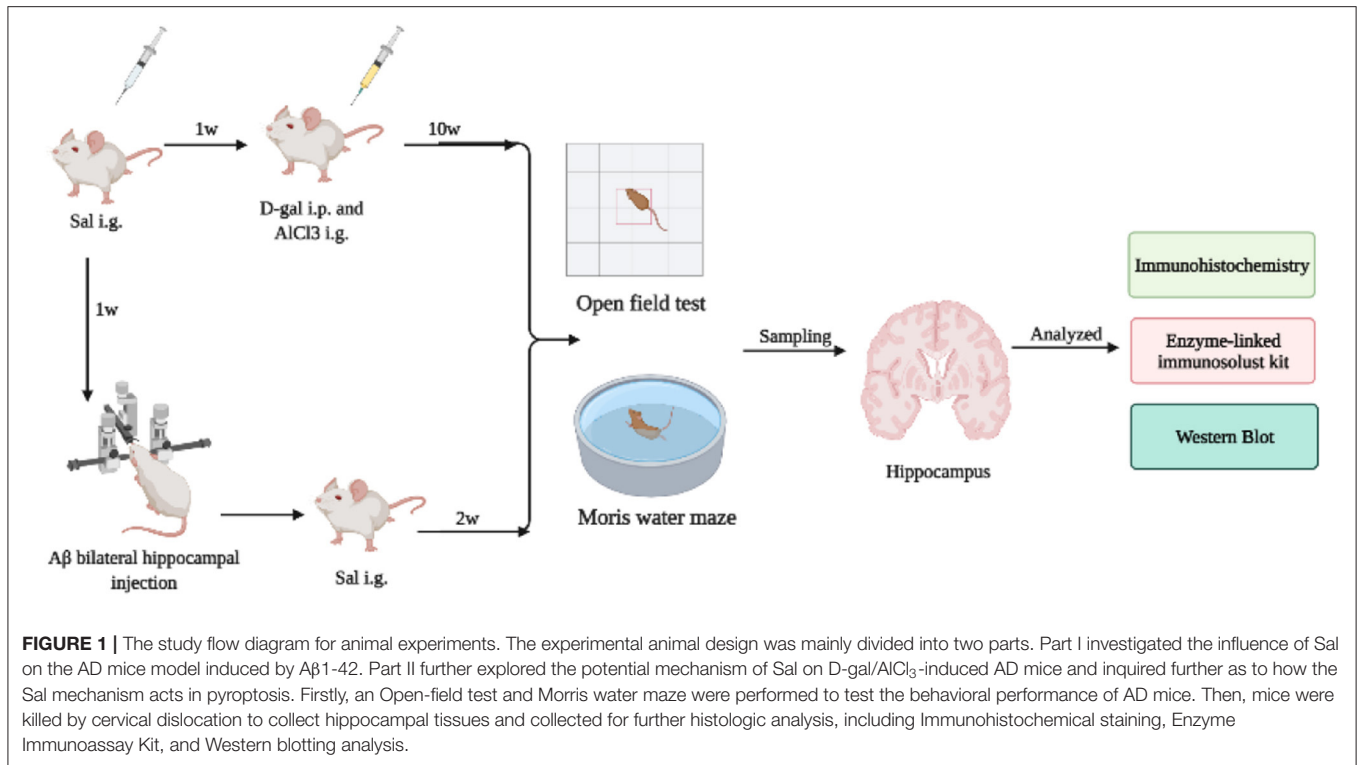 1w
10w
Sal i.g.
D-gal i.p. and
AlCl3 i.g.
1w
Aβ bilateral hippocampal
injection
Sal i.g.
2w
Open field test
Moris water maze
Sampling
Hippocampus
Analyzed
Immunohistochemistry
Enzyme-linked
immunosolust kit
Western Blot
FIGURE 1 | The study flow diagram for animal experiments. The experimental animal design was mainly divided into two parts. Part I investigated the influence of Sal
on the AD mice model induced by Aβ1-42. Part II further explored the potential mechanism of Sal on D-gal/AlCl₃-induced AD mice and inquired further as to how the
Sal mechanism acts in pyroptosis. Firstly, an Open-field test and Morris water maze were performed to test the behavioral performance of AD mice. Then, mice were
killed by cervical dislocation to collect hippocampal tissues and collected for further histologic analysis, including Immunohistochemical staining, Enzyme
Immunoassay Kit, and Western blotting analysis.